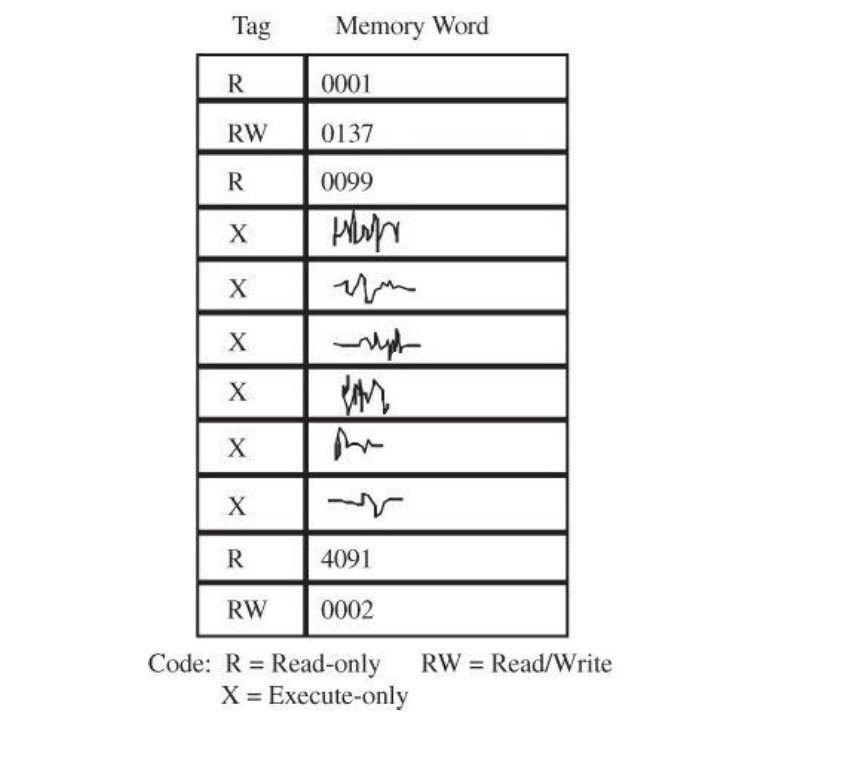 Tag Memory Word
R 0001
RW 0137
R 0099
X
X
X
X
X
X
R 4091
RW 0002
Code: R = Read-only RW = Read/Write
X = Execute-only